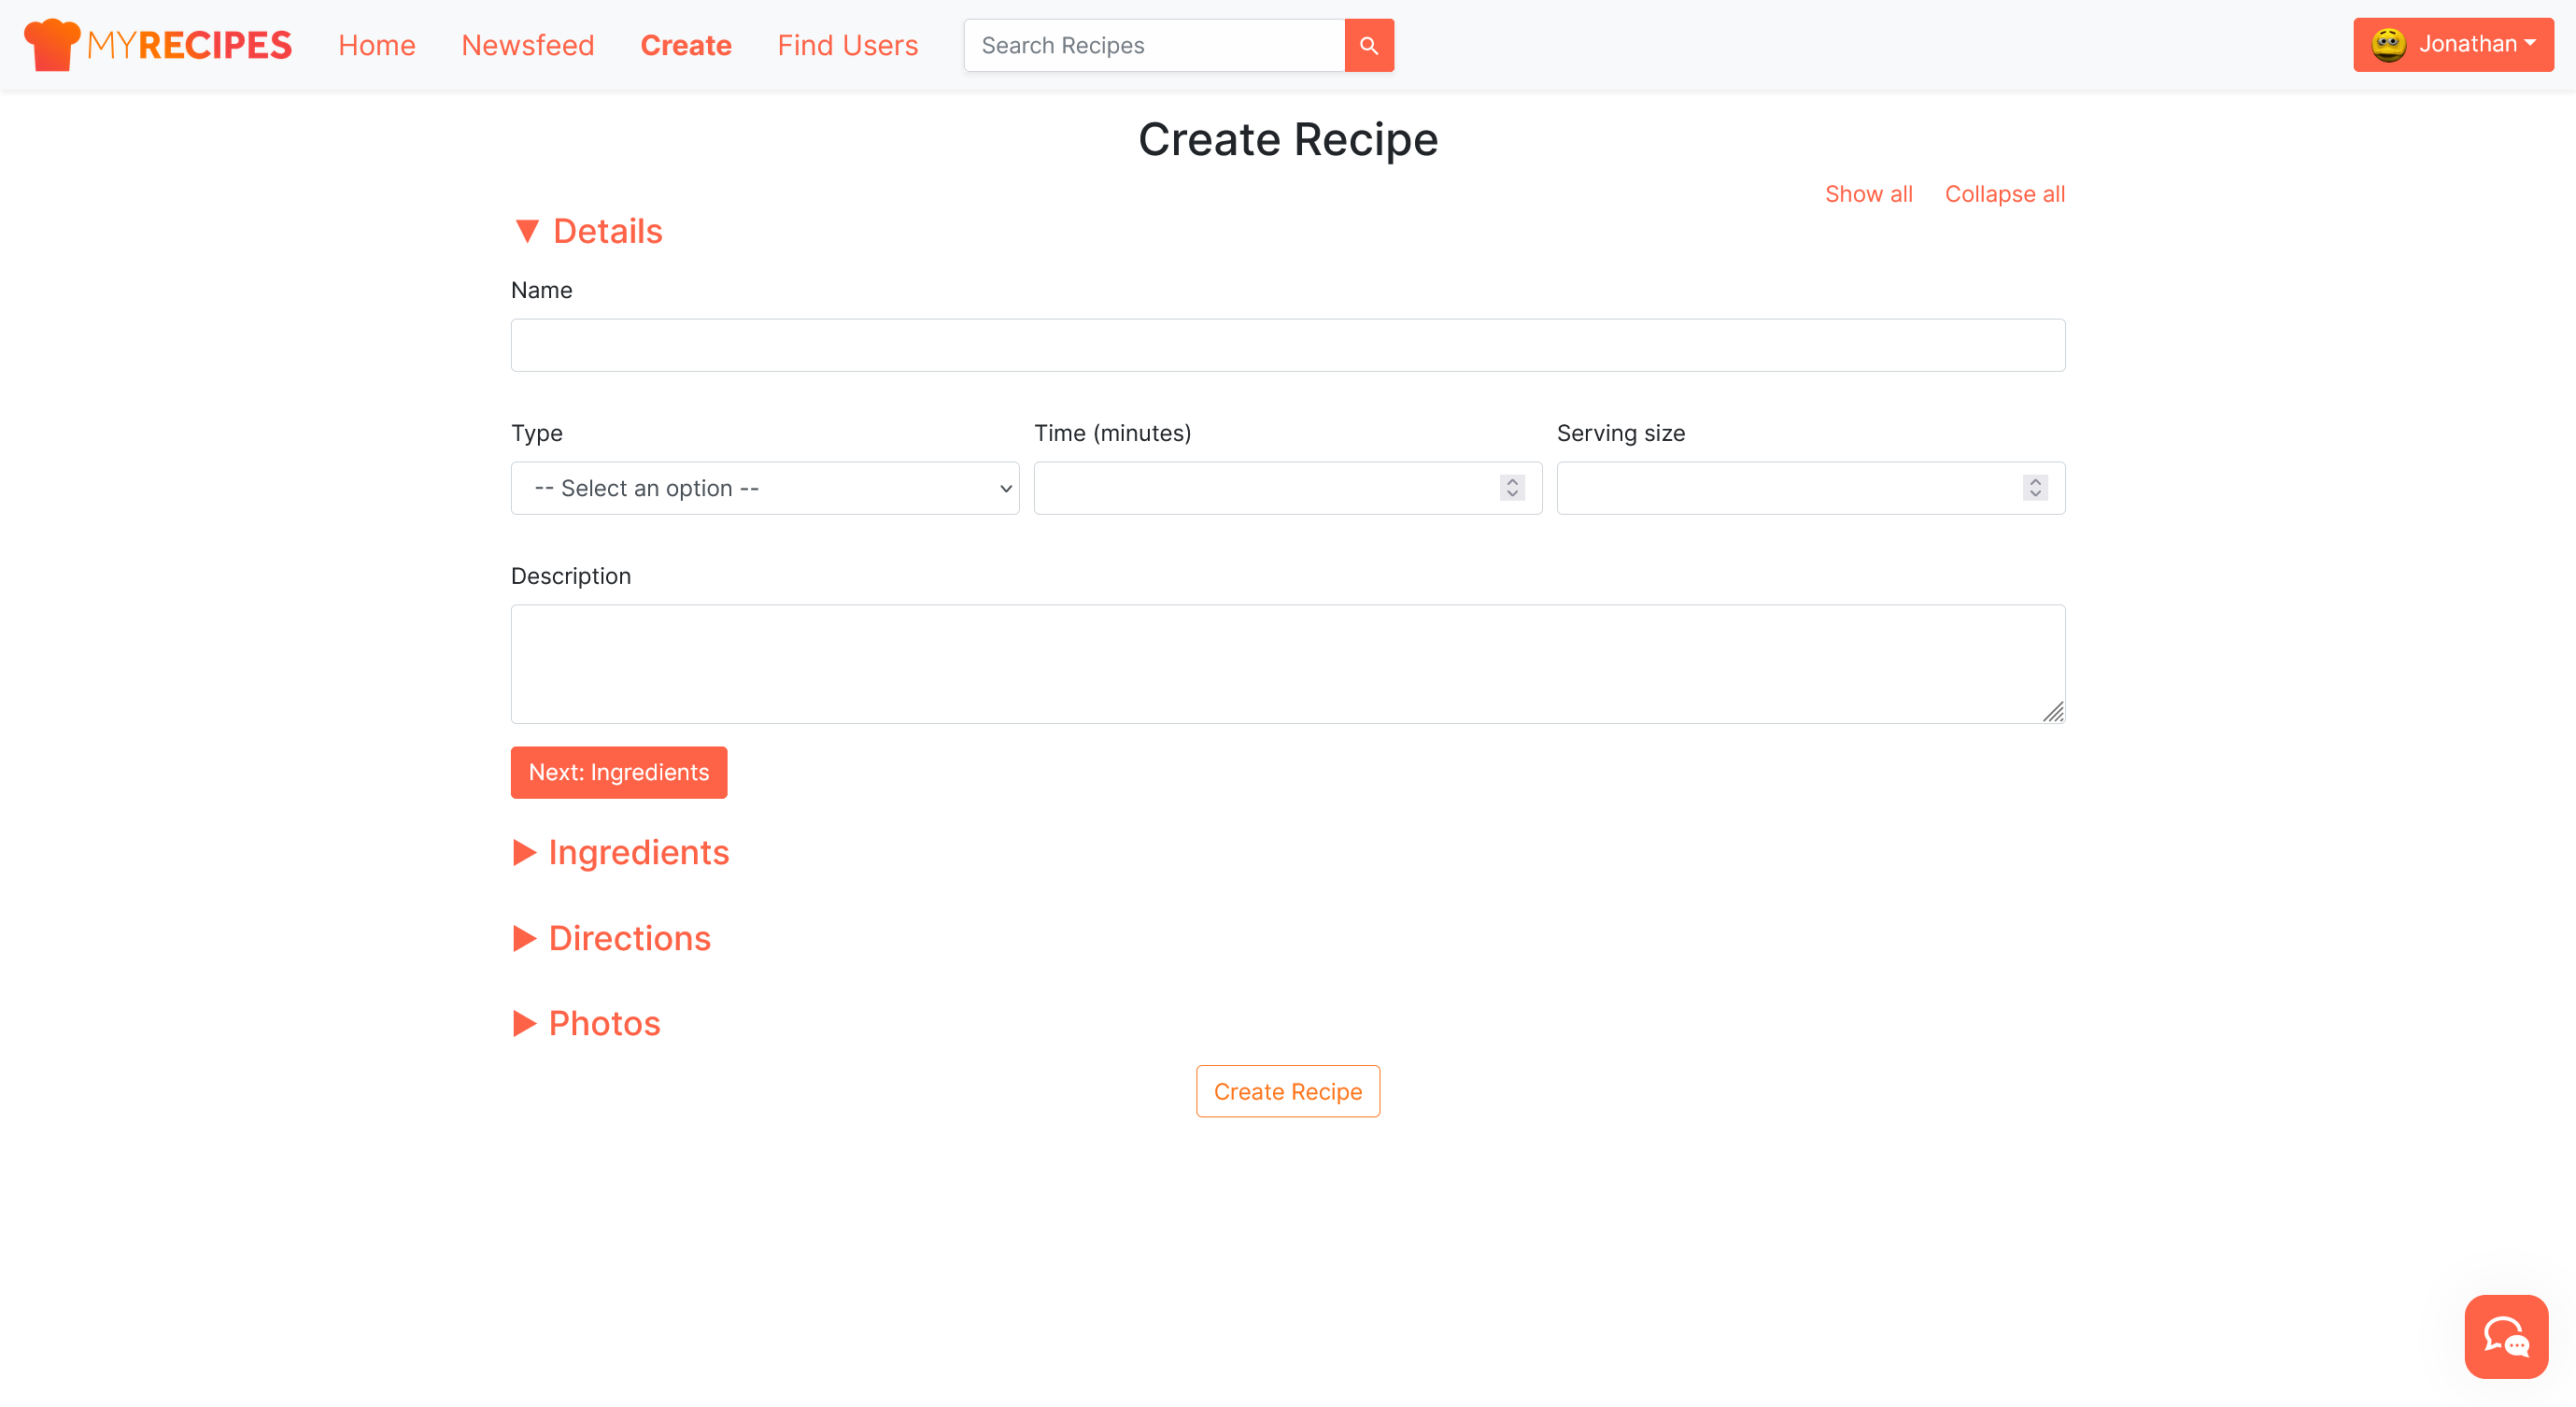 MYRECIPES Home Newsfeed Create Find Users Search Recipes Jonathan
Create Recipe
Show all Collapse all
Details
Name
Type Time (minutes) Serving size
-- Select an option --
Description
Next: Ingredients
Ingredients
Directions
Photos
Create Recipe